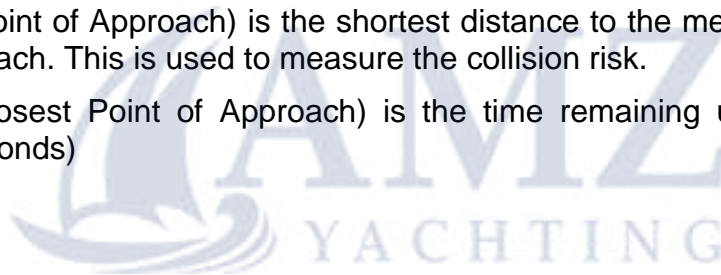 oint of Approach) is the shortest distance to the me
ach. This is used to measure the collision risk.
osest Point of Approach) is the time remaining u
onds)
AMZ
YACHTING